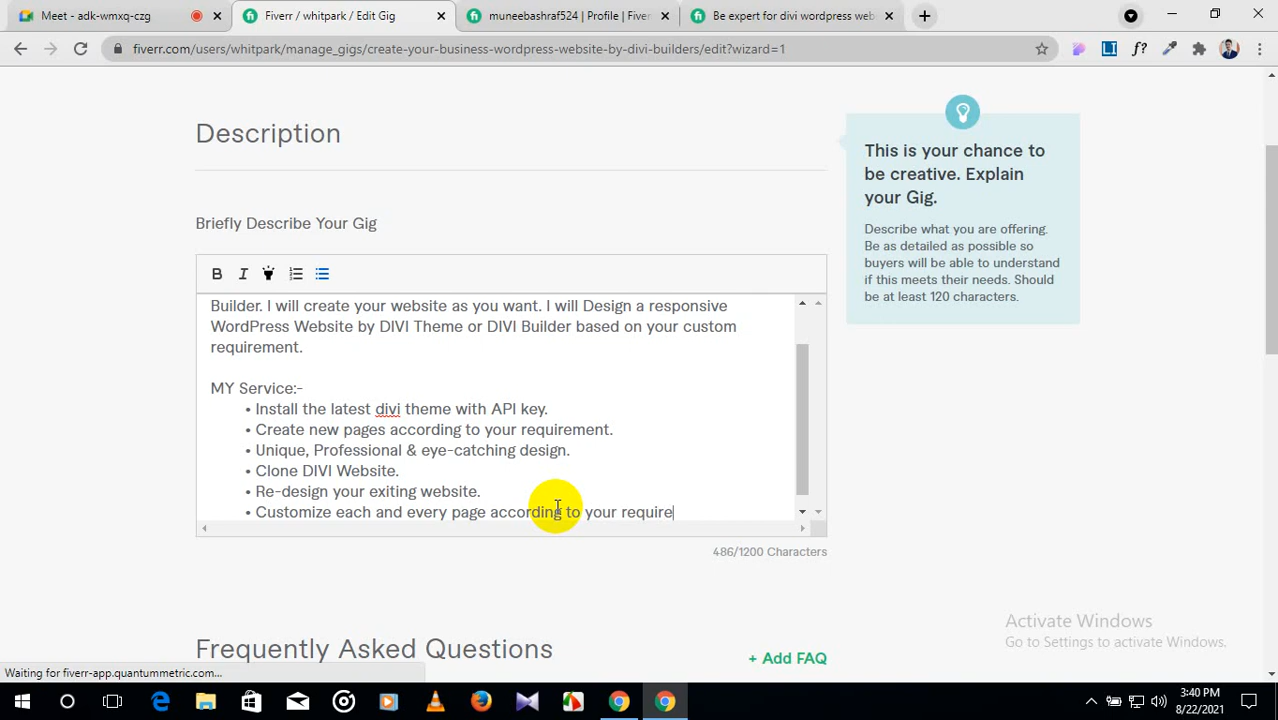 Meet - adk-wmxq-czg
Fiverr / whitpark / Edit Gig
muneebashraf524 | Profile | Fiverr
Be expert for divi wordpress web
fiverr.com/users/whitpark/manage_gigs/create-your-business-wordpress-website-by-divi-builders/edit?wizard=1
Description
This is your chance to
be creative. Explain
your Gig.
Describe what you are offering.
Be as detailed as possible so
buyers will be able to understand
if this meets their needs. Should
be at least 120 characters.
Briefly Describe Your Gig
B I
Builder. I will create your website as you want. I will Design a responsive
WordPress Website by DIVI Theme or DIVI Builder based on your custom
requirement.
MY Service:-
• Install the latest divi theme with API key.
• Create new pages according to your requirement.
• Unique, Professional & eye-catching design.
• Clone DIVI Website.
• Re-design your exiting website.
• Customize each and every page according to your require
486/1200 Characters
Activate Windows
Go to Settings to activate Windows.
Frequently Asked Questions
+ Add FAQ
Waiting for fiverr-app.quantummetric.com...
3:40 PM
8/22/2021